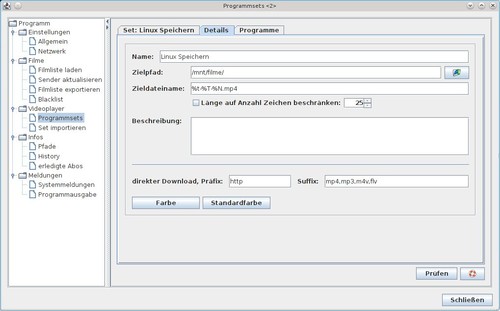 Programmsets <2>
Programm
Einstellungen
Allgemein
Netzwerk
Filme
Filmliste laden
Sender aktualisieren
Filmliste exportieren
Blacklist
Videoplayer
Programmsets
Set importieren
Infos
Pfade
History
erledigte Abos
Meldungen
Systemmeldungen
Programmausgabe
Set: Linux Speichern Details Programme
Name: Linux Speichern
Zielpfad: /mnt/filme/
Zieldateiname: %t-%T-%N.mp4
Länge auf Anzahl Zeichen beschränken: 25
Beschreibung:
direkter Download, Präfix: http Suffix: mp4,mp3,m4v,flv
Farbe Standardfarbe
Prüfen
Schließen